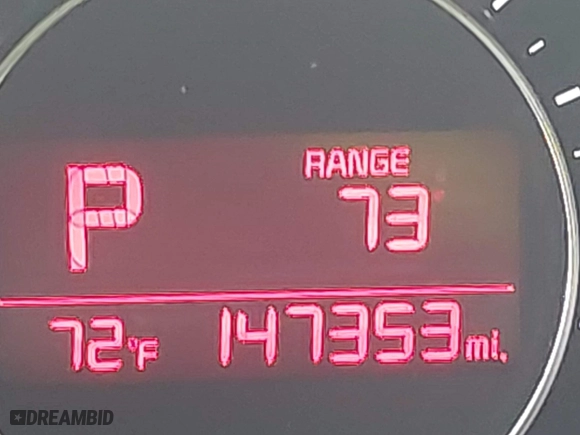 P
RANGE
73
72°F 147353 mi.
DREAMBID